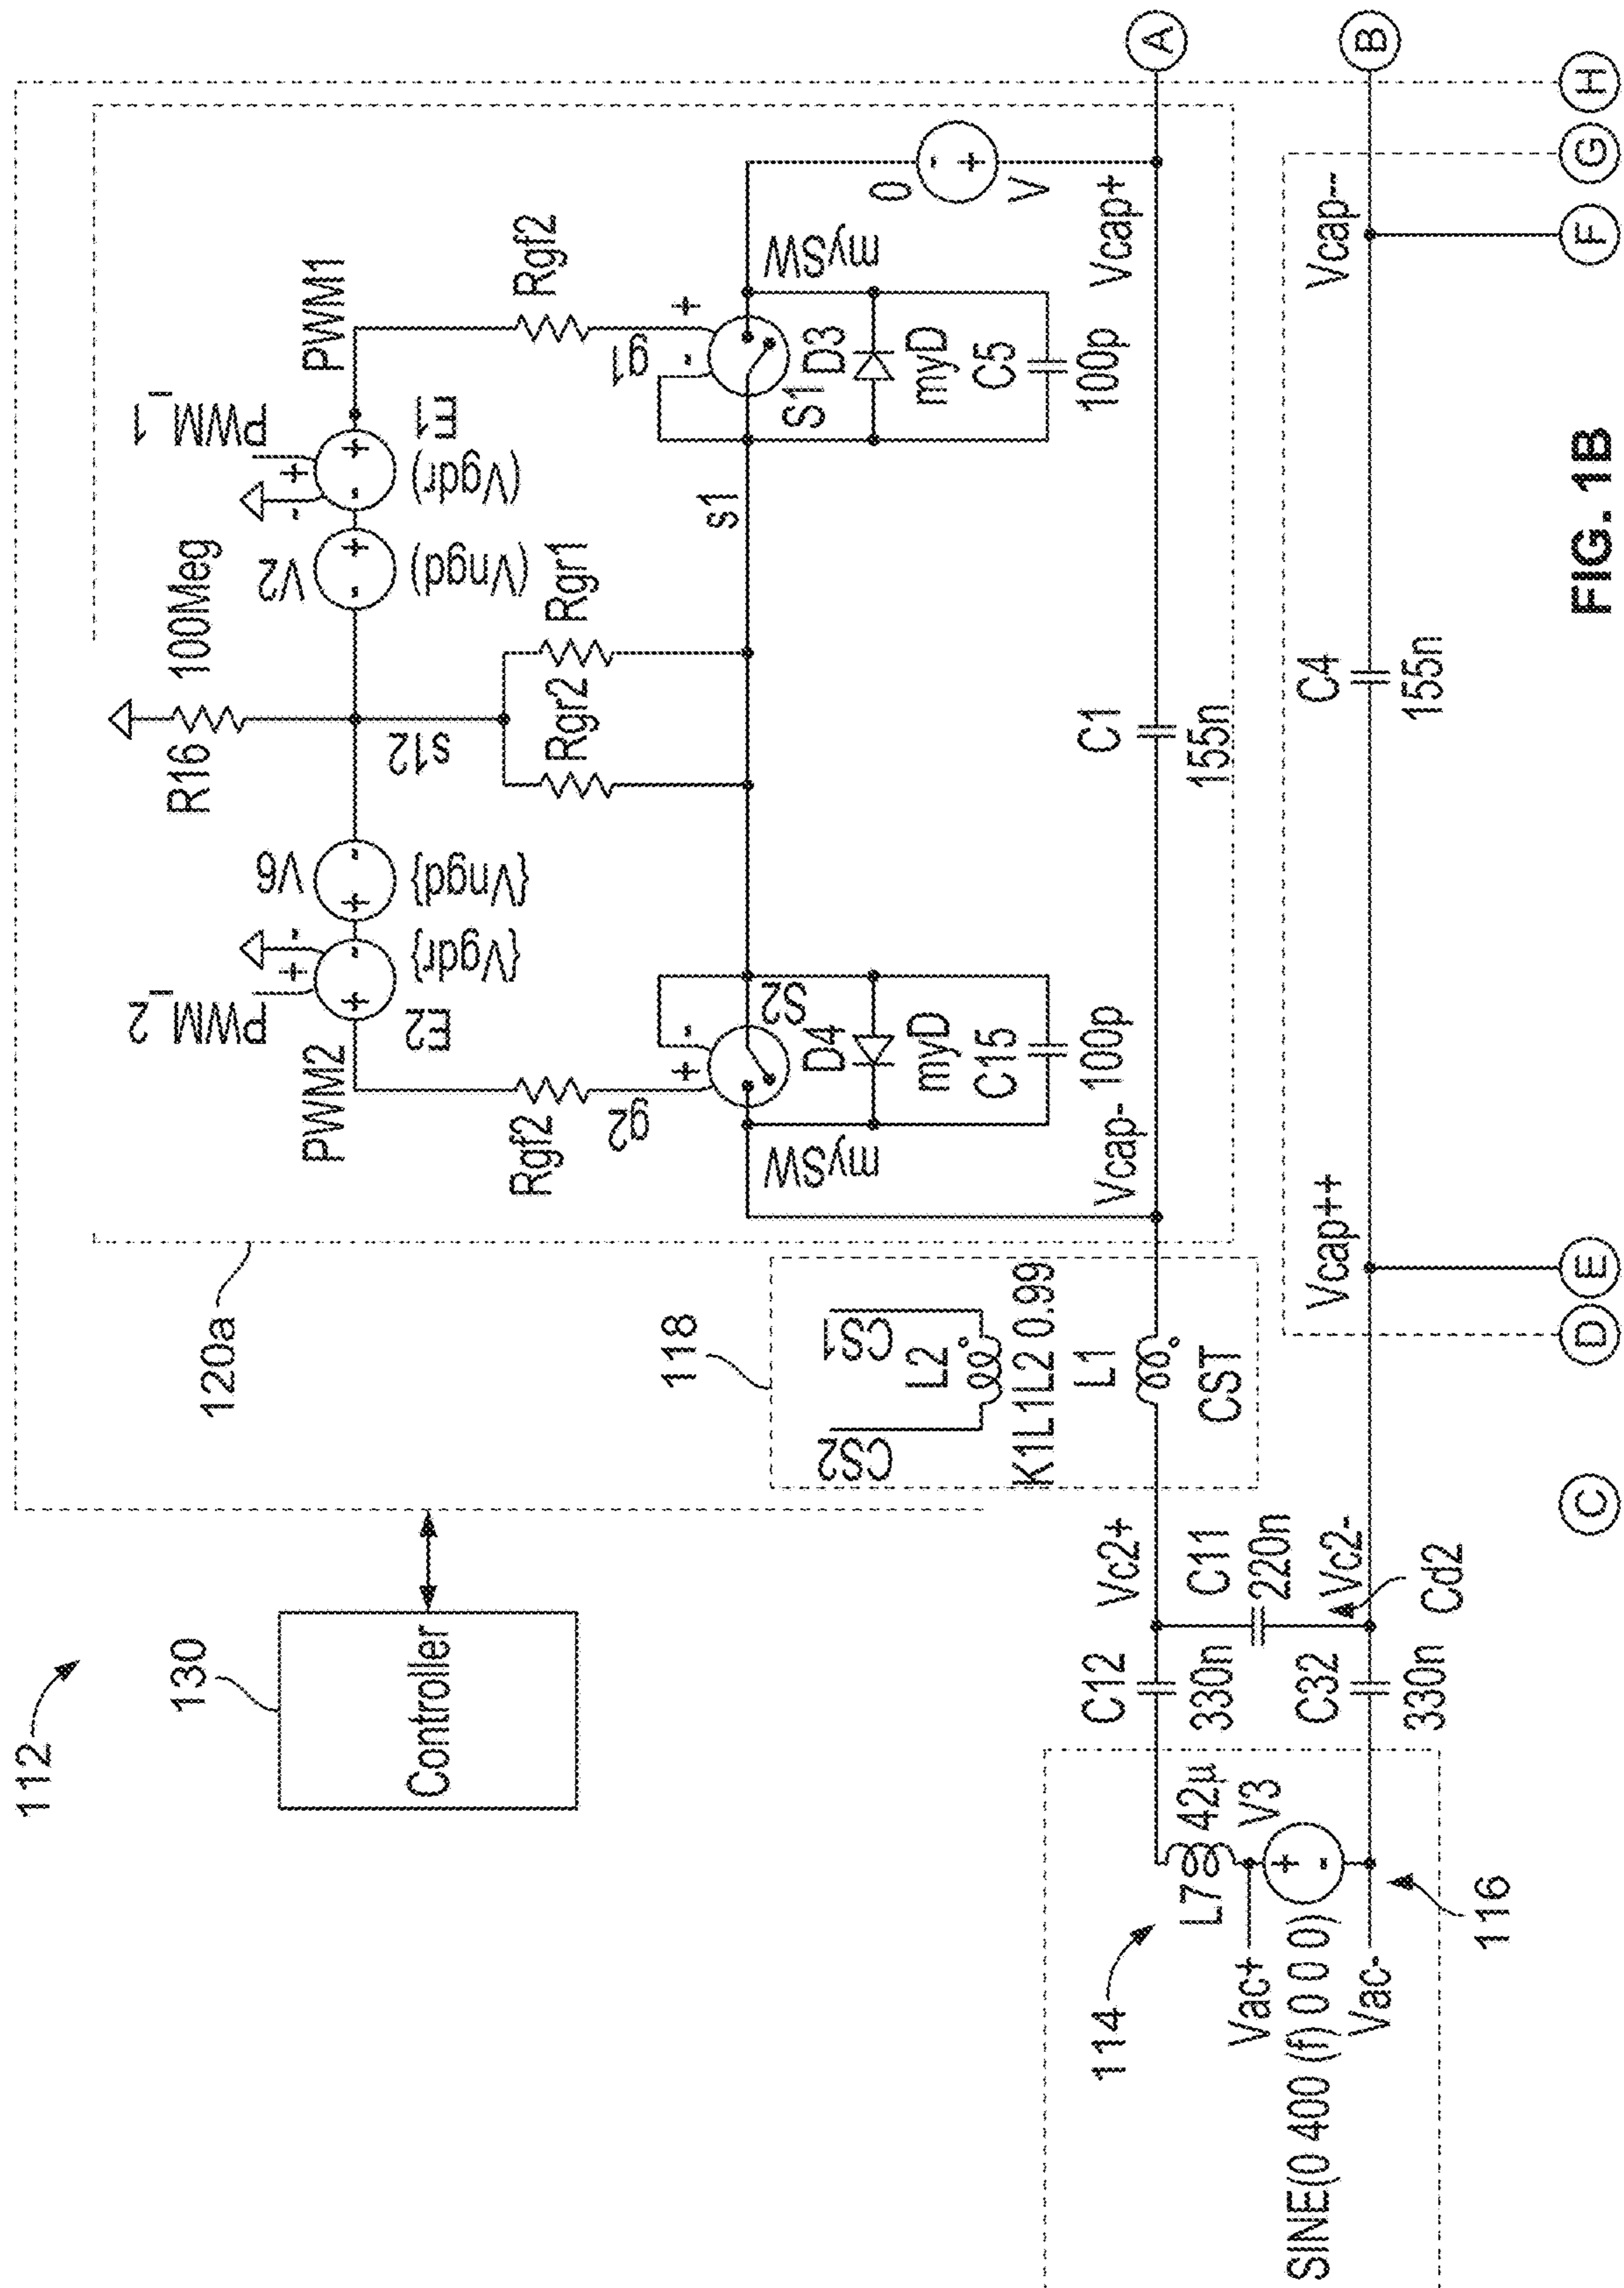 112
130
Controller
120a
118
PWM2
PWM_2
E2
{Vgdr}
V6
{Vngd}
R16
100Meg
s12
V2
(Vngd)
E1
(Vgdr)
PWM_1
PWM1
Rgf2
g2
Rgr2
Rgr1
Rgf2
g1
mySW
S2
D4
myD
C15
100p
s1
mySW
S1
D3
myD
C5
100p
0
V
CS2
CS1
L2
K1L1L2 0.99
L1
CST
Vcap-
C1
155n
Vcap+
A
114
L7
42µ
Vac+
V3
SINE(0 400 (f) 0 0 0)
Vac-
116
C12
330n
Vc2+
C11
220n
C32
330n
Vc2-
Cd2
Vcap++
C4
155n
Vcap--
B
C
D
E
F
G
H
+
-
+
-
+
-
+
-
+
-
+
-
+
-
+
-
-
+
+
-
FIG. 1B